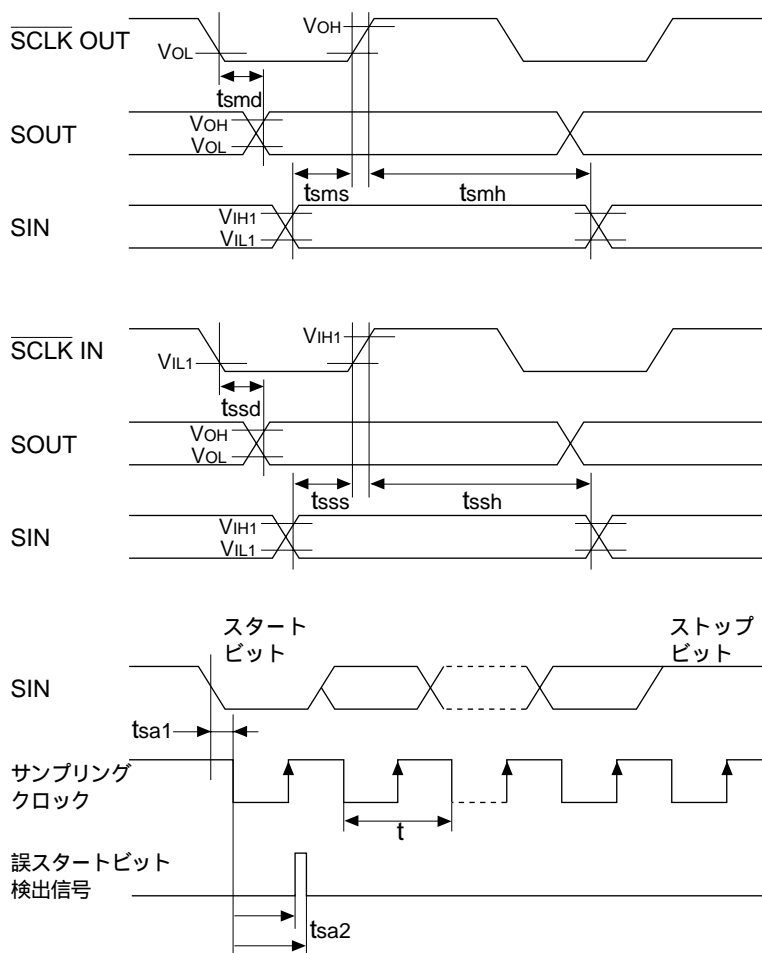 SCLK OUT
VOH
VOL
tsmd
SOUT
VOH
VOL
tsms
tsmh
SIN
VIH1
VIL1
SCLK IN
VIH1
VIL1
tssd
SOUT
VOH
VOL
tsss
tssh
SIN
VIH1
VIL1
スタート
ビット
ストップ
ビット
SIN
tsa1
サンプリング
クロック
t
誤スタートビット
検出信号
tsa2